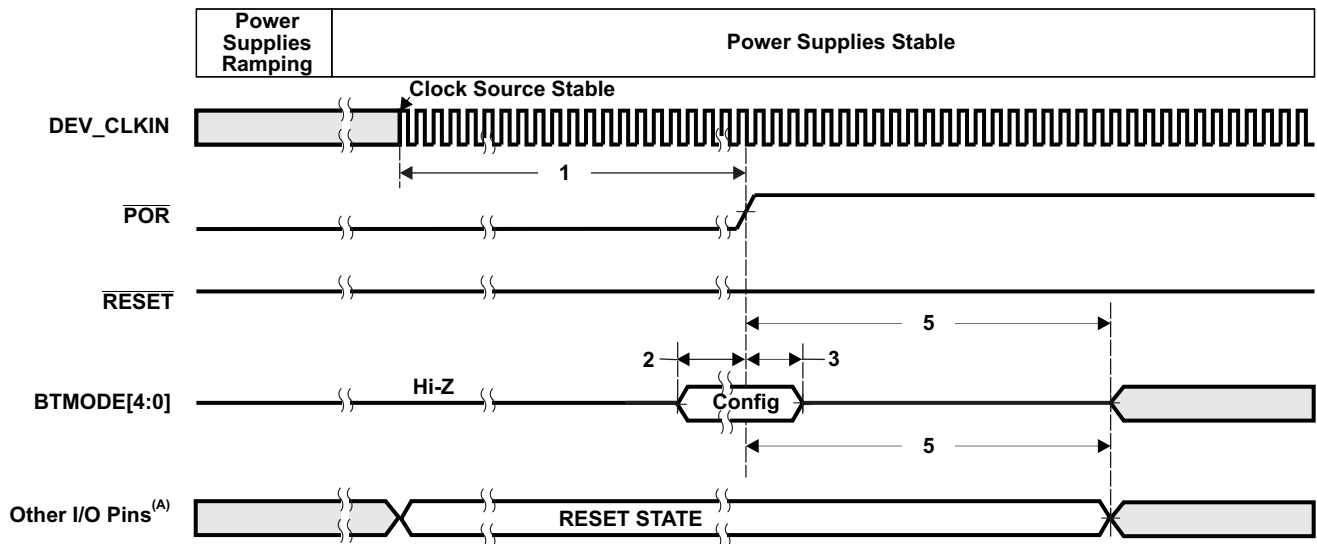 Power
Supplies
Ramping
Power Supplies Stable
Clock Source Stable
DEV_CLKIN
1
POR
RESET
5
2
3
Hi-Z
BTMODE[4:0]
Config
5
Other I/O Pins(A)
RESET STATE